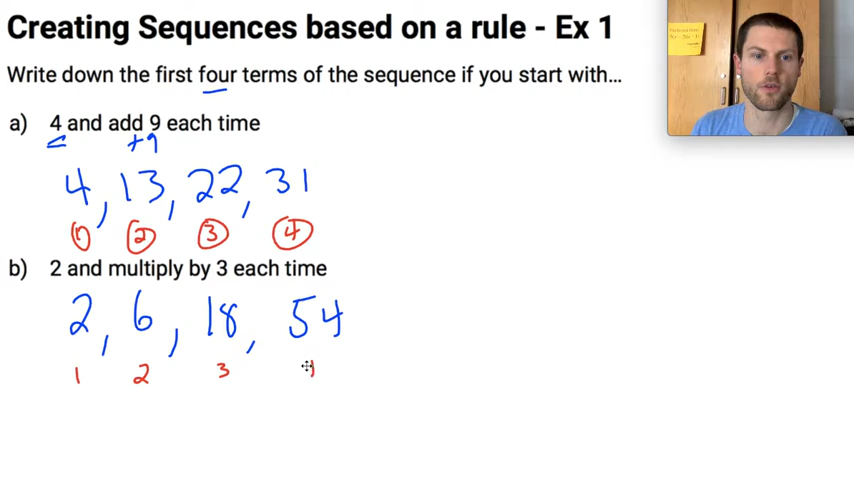 Creating Sequences based on a rule - Ex 1
Write down the first four terms of the sequence if you start with...
a) 4 and add 9 each time
+9
4, 13, 22, 31
1 2 3 4
b) 2 and multiply by 3 each time
2, 6, 18, 54
1 2 3